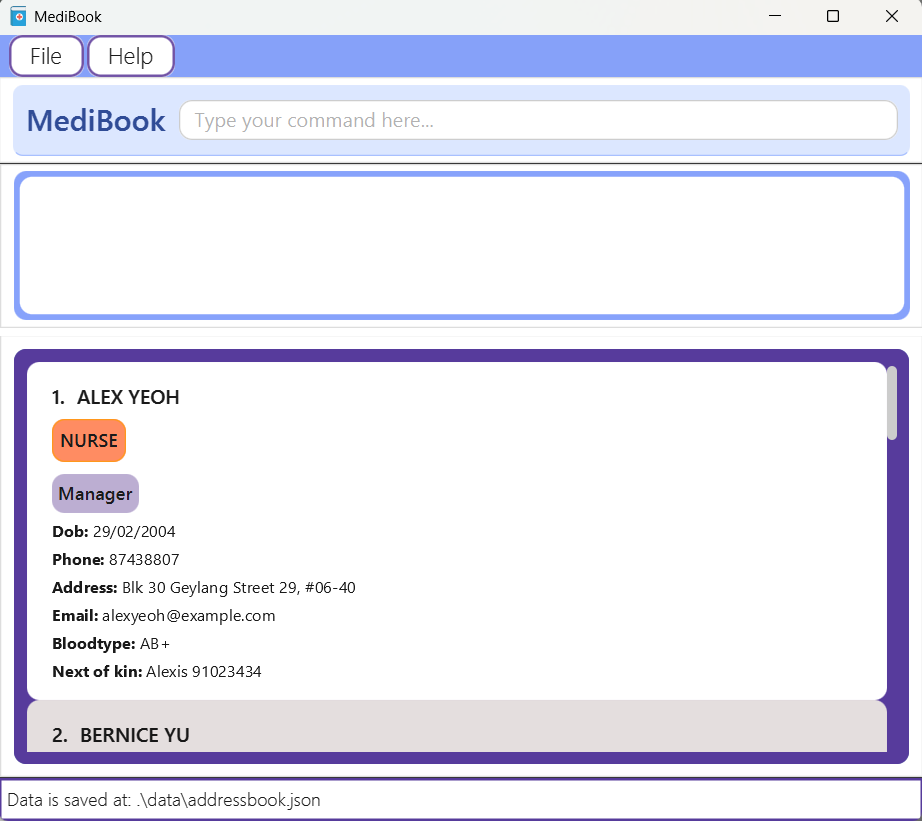 MediBook
File Help
MediBook Type your command here...
1. ALEX YEOH
NURSE
Manager
Dob: 29/02/2004
Phone: 87438807
Address: Blk 30 Geylang Street 29, #06-40
Email: alexyeoh@example.com
Bloodtype: AB+
Next of kin: Alexis 91023434
2. BERNICE YU
Data is saved at: .\data\addressbook.json